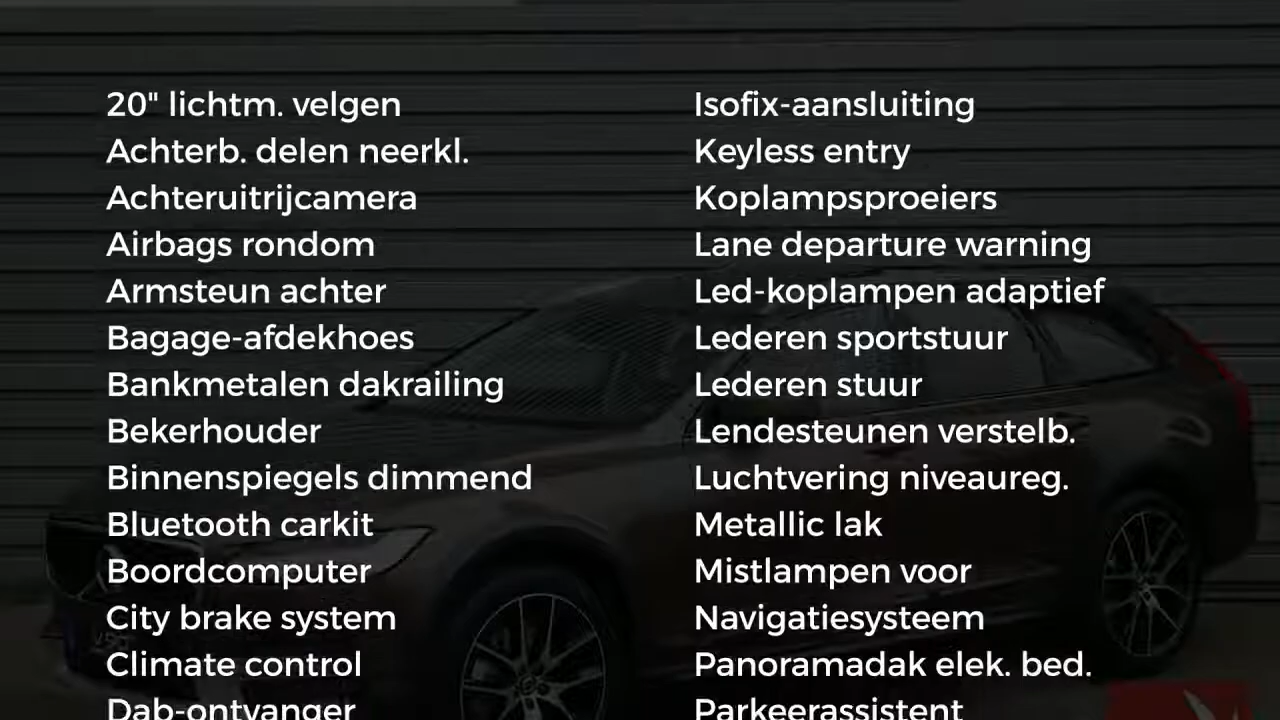 20" lichtm. velgen
Achterb. delen neerkl.
Achteruitrijcamera
Airbags rondom
Armsteun achter
Bagage-afdekhoes
Bankmetalen dakrailing
Bekerhouder
Binnenspiegels dimmend
Bluetooth carkit
Boordcomputer
City brake system
Climate control
Dab-ontvanger
Isofix-aansluiting
Keyless entry
Koplampsproeiers
Lane departure warning
Led-koplampen adaptief
Lederen sportstuur
Lederen stuur
Lendesteunen verstelb.
Luchtvering niveaureg.
Metallic lak
Mistlampen voor
Navigatiesysteem
Panoramadak elek. bed.
Parkeerassistent